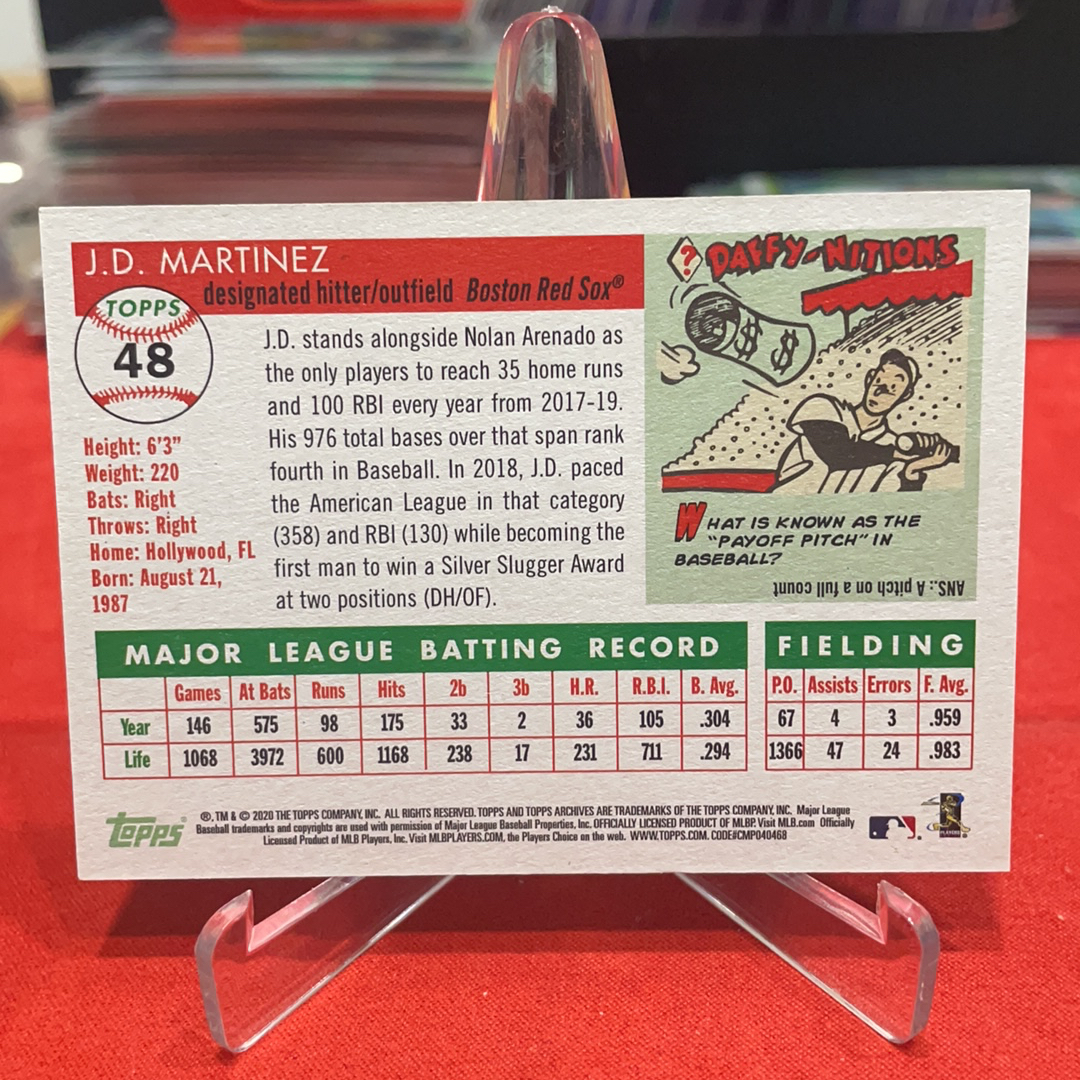 J.D. MARTINEZ
designated hitter/outfield Boston Red Sox®
TOPPS
48
Height: 6'3"
Weight: 220
Bats: Right
Throws: Right
Home: Hollywood, FL
Born: August 21,
1987
J.D. stands alongside Nolan Arenado as
the only players to reach 35 home runs
and 100 RBI every year from 2017-19.
His 976 total bases over that span rank
fourth in Baseball. In 2018, J.D. paced
the American League in that category
(358) and RBI (130) while becoming the
first man to win a Silver Slugger Award
at two positions (DH/OF).
? DAFFY-NITIONS
$ $
WHAT IS KNOWN AS THE
"PAYOFF PITCH" IN
BASEBALL?
ANS.: A pitch on a full count
MAJOR LEAGUE BATTING RECORD
Games At Bats Runs Hits 2b 3b H.R. R.B.I. B. Avg.
Year 146 575 98 175 33 2 36 105 .304
Life 1068 3972 600 1168 238 17 231 711 .294
FIELDING
P.O. Assists Errors F. Avg.
67 4 3 .959
1366 47 24 .983
topps
®, TM & © 2020 THE TOPPS COMPANY, INC. ALL RIGHTS RESERVED. TOPPS AND TOPPS ARCHIVES ARE TRADEMARKS OF THE TOPPS COMPANY, INC. Major League
Baseball trademarks and copyrights are used with permission of Major League Baseball Properties, Inc. OFFICIALLY LICENSED PRODUCT OF MLBP. Visit MLB.com Officially
Licensed Product of MLB Players, Inc. Visit MLBPLAYERS.COM, the Players Choice on the web. WWW.TOPPS.COM. CODE#CMP040468
PLAYERS